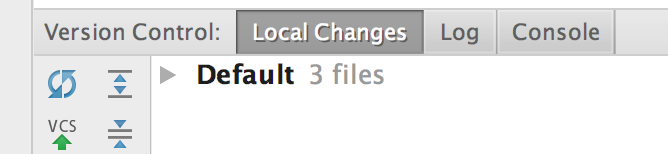 Version Control: Local Changes Log Console
Default 3 files
VCS